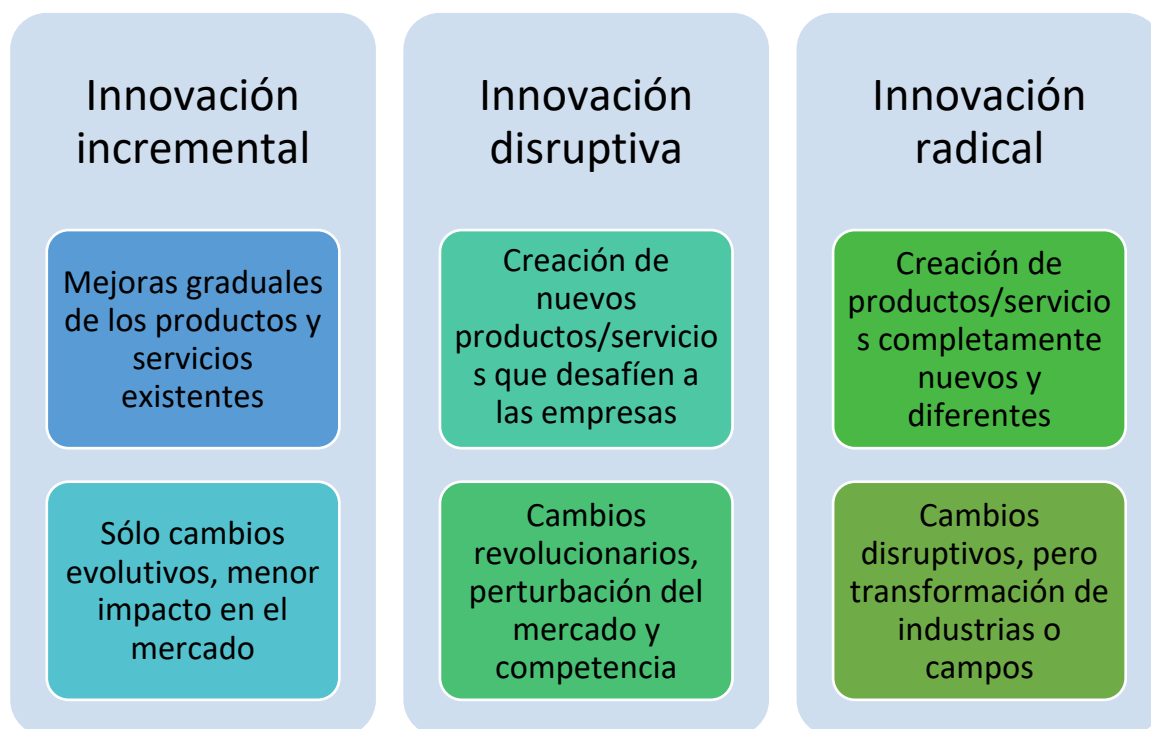 Innovación
incremental
Mejoras graduales
de los productos y
servicios
existentes
Sólo cambios
evolutivos, menor
impacto en el
mercado
Innovación
disruptiva
Creación de
nuevos
productos/servicio
s que desafíen a
las empresas
Cambios
revolucionarios,
perturbación del
mercado y
competencia
Innovación
radical
Creación de
productos/servicio
s completamente
nuevos y
diferentes
Cambios
disruptivos, pero
transformación de
industrias o
campos